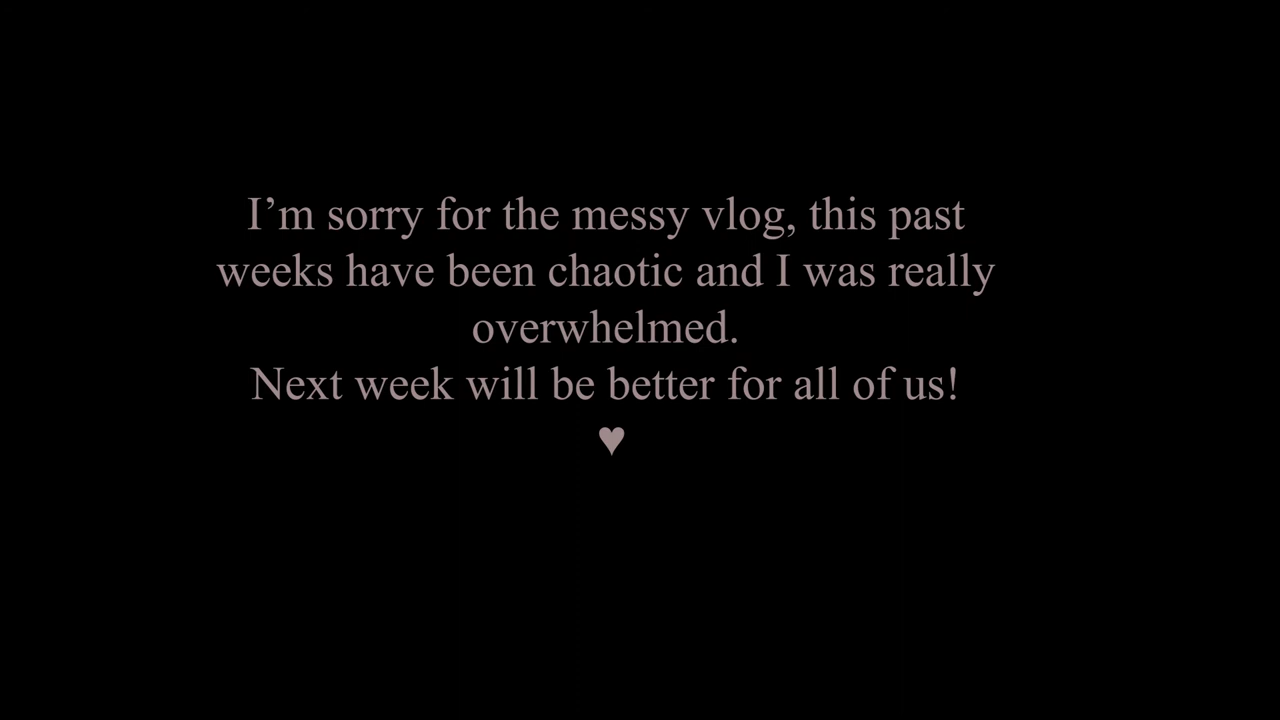 I’m sorry for the messy vlog, this past
weeks have been chaotic and I was really
overwhelmed.
Next week will be better for all of us!
♥